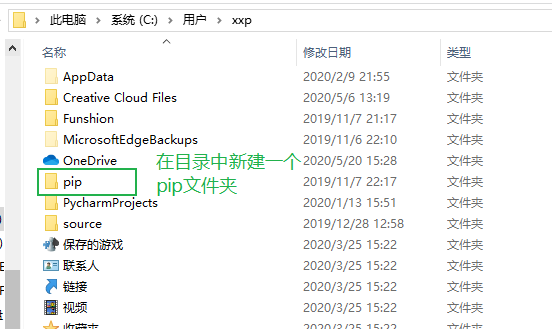 此电脑 › 系统 (C:) › 用户 › xxp
名称 修改日期 类型
AppData 2020/2/9 21:55 文件夹
Creative Cloud Files 2020/5/6 13:19 文件夹
Funshion 2019/11/7 21:17 文件夹
MicrosoftEdgeBackups 2019/11/6 22:10 文件夹
OneDrive 2020/5/20 15:28 文件夹
在目录中新建一个
pip 2019/11/7 22:17 文件夹
pip文件夹
PycharmProjects 2020/1/13 15:51 文件夹
source 2019/12/28 12:58 文件夹
保存的游戏 2020/3/25 15:22 文件夹
联系人 2020/3/25 15:22 文件夹
链接 2020/3/25 15:22 文件夹
视频 2020/3/25 15:22 文件夹
收藏夹 2020/3/25 15:22 文件夹